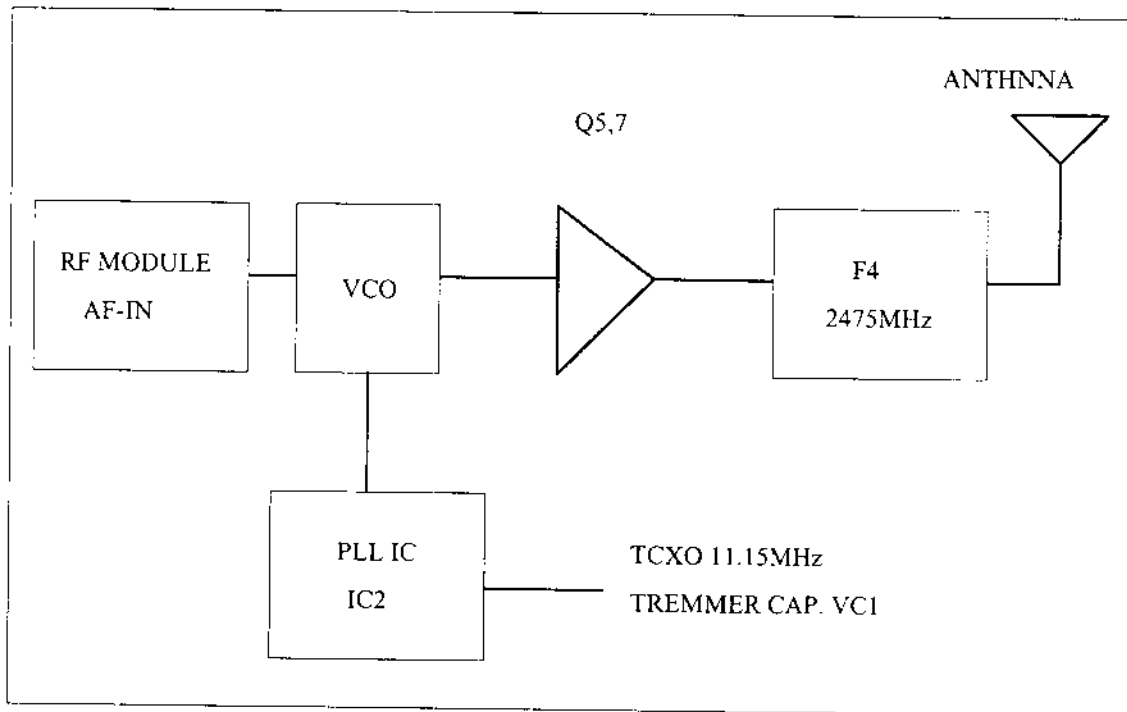 ANTHNNA
Q5,7
RF MODULE
AF-IN
VCO
F4
2475MHz
PLL IC
IC2
TCXO 11.15MHz
TREMMER CAP. VC1